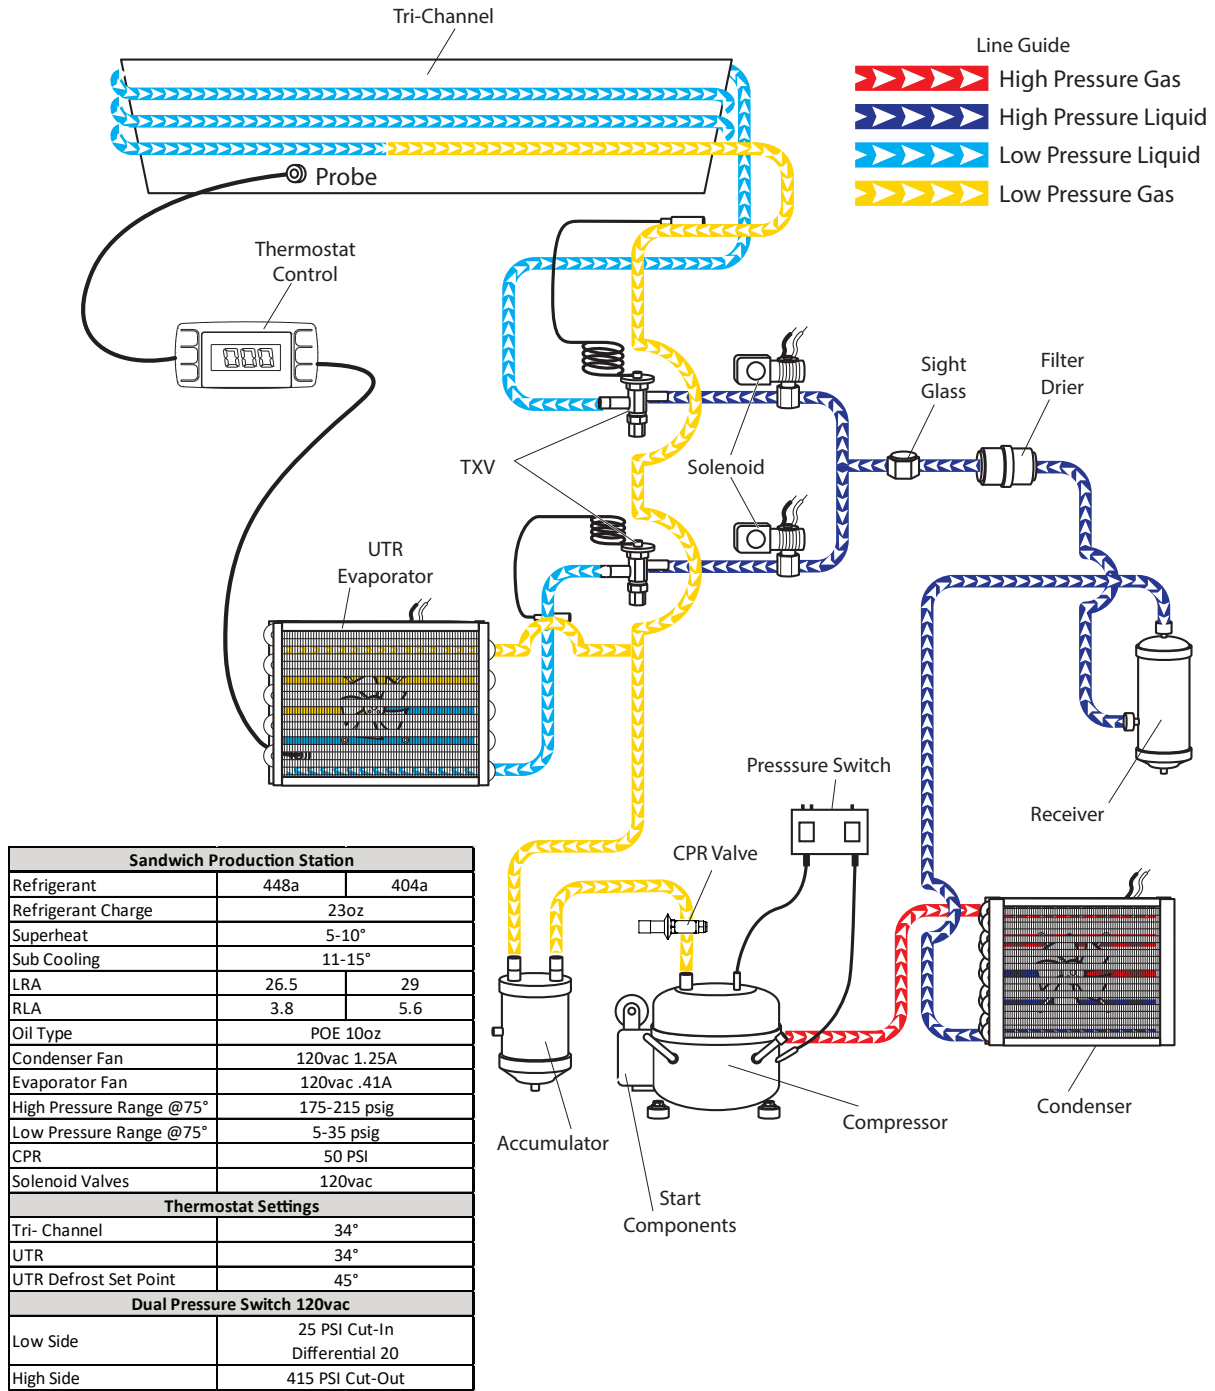 Tri-Channel
Line Guide
High Pressure Gas
High Pressure Liquid
Low Pressure Liquid
Low Pressure Gas
Probe
Thermostat
Control
000
Sight
Glass
Filter
Drier
TXV
Solenoid
UTR
Evaporator
Presssure Switch
Receiver
CPR Valve
Accumulator
Compressor
Condenser
Start
Components
Sandwich Production Station
Refrigerant 448a 404a
Refrigerant Charge 23oz
Superheat 5-10°
Sub Cooling 11-15°
LRA 26.5 29
RLA 3.8 5.6
Oil Type POE 10oz
Condenser Fan 120vac 1.25A
Evaporator Fan 120vac .41A
High Pressure Range @75° 175-215 psig
Low Pressure Range @75° 5-35 psig
CPR 50 PSI
Solenoid Valves 120vac
Thermostat Settings
Tri- Channel 34°
UTR 34°
UTR Defrost Set Point 45°
Dual Pressure Switch 120vac
Low Side 25 PSI Cut-In
Differential 20
High Side 415 PSI Cut-Out